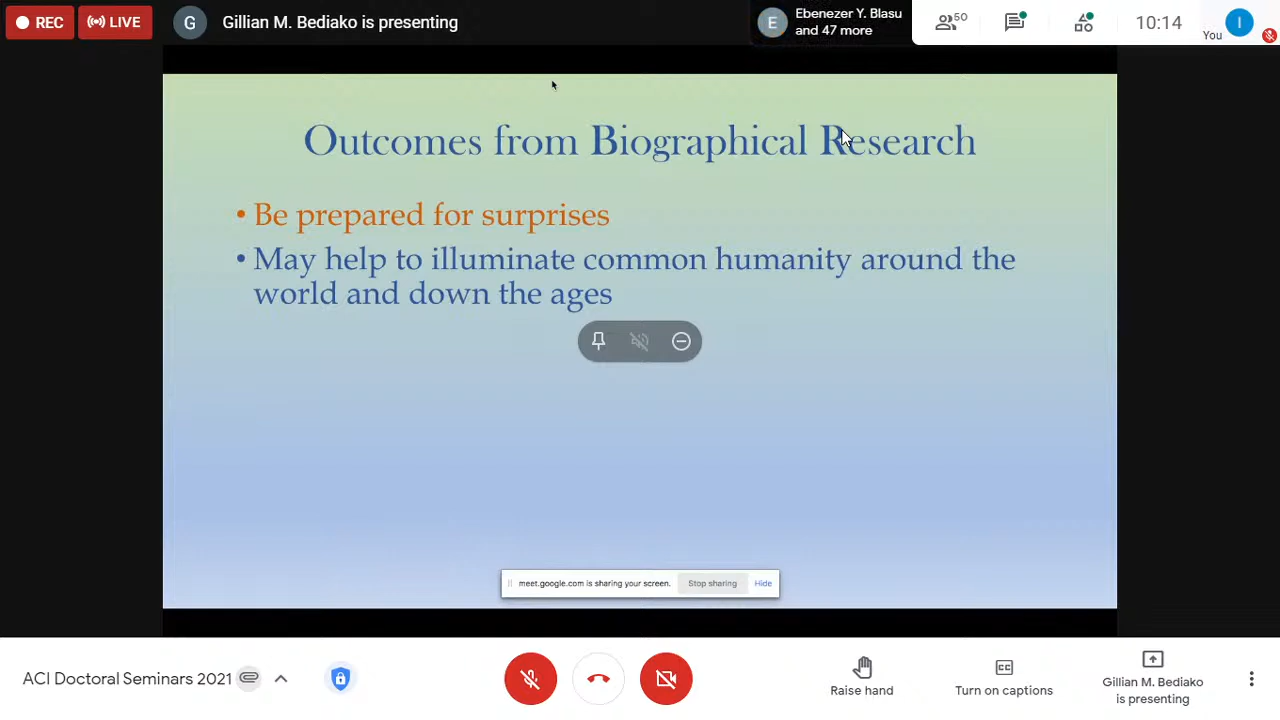 REC
LIVE
G
Gillian M. Bediako is presenting
E
Ebenezer Y. Blasu
and 47 more
50
10:14
You
I
Outcomes from Biographical Research
• Be prepared for surprises
• May help to illuminate common humanity around the
world and down the ages
meet.google.com is sharing your screen.
Stop sharing
Hide
ACI Doctoral Seminars 2021
Raise hand
CC
Turn on captions
Gillian M. Bediako
is presenting